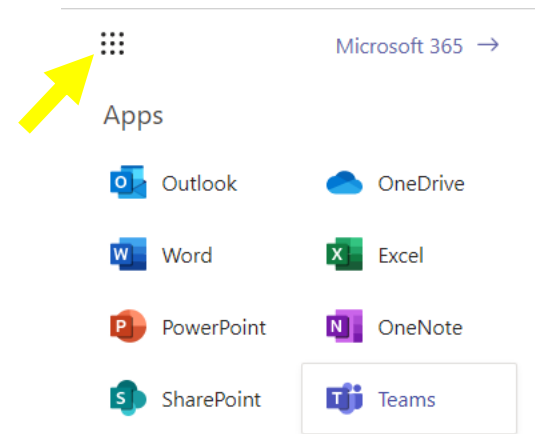 Microsoft 365 →
Apps
Outlook OneDrive
Word Excel
PowerPoint OneNote
SharePoint Teams